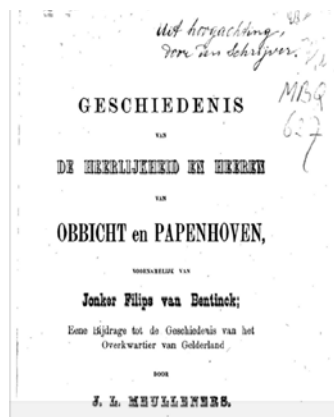 Uit hoogachting,
door den Schrijver.
MBQ
627
GESCHIEDENIS
VAN
DE HEERLIJKHEID EN HEEREN
VAN
OBBICHT en PAPENHOVEN,
VOORNAMELIJK VAN
Jonker Filips van Bentinck;
Eene Bijdrage tot de Geschiedenis van het
Overkwartier van Gelderland
DOOR
J. L. MEULLENERS.